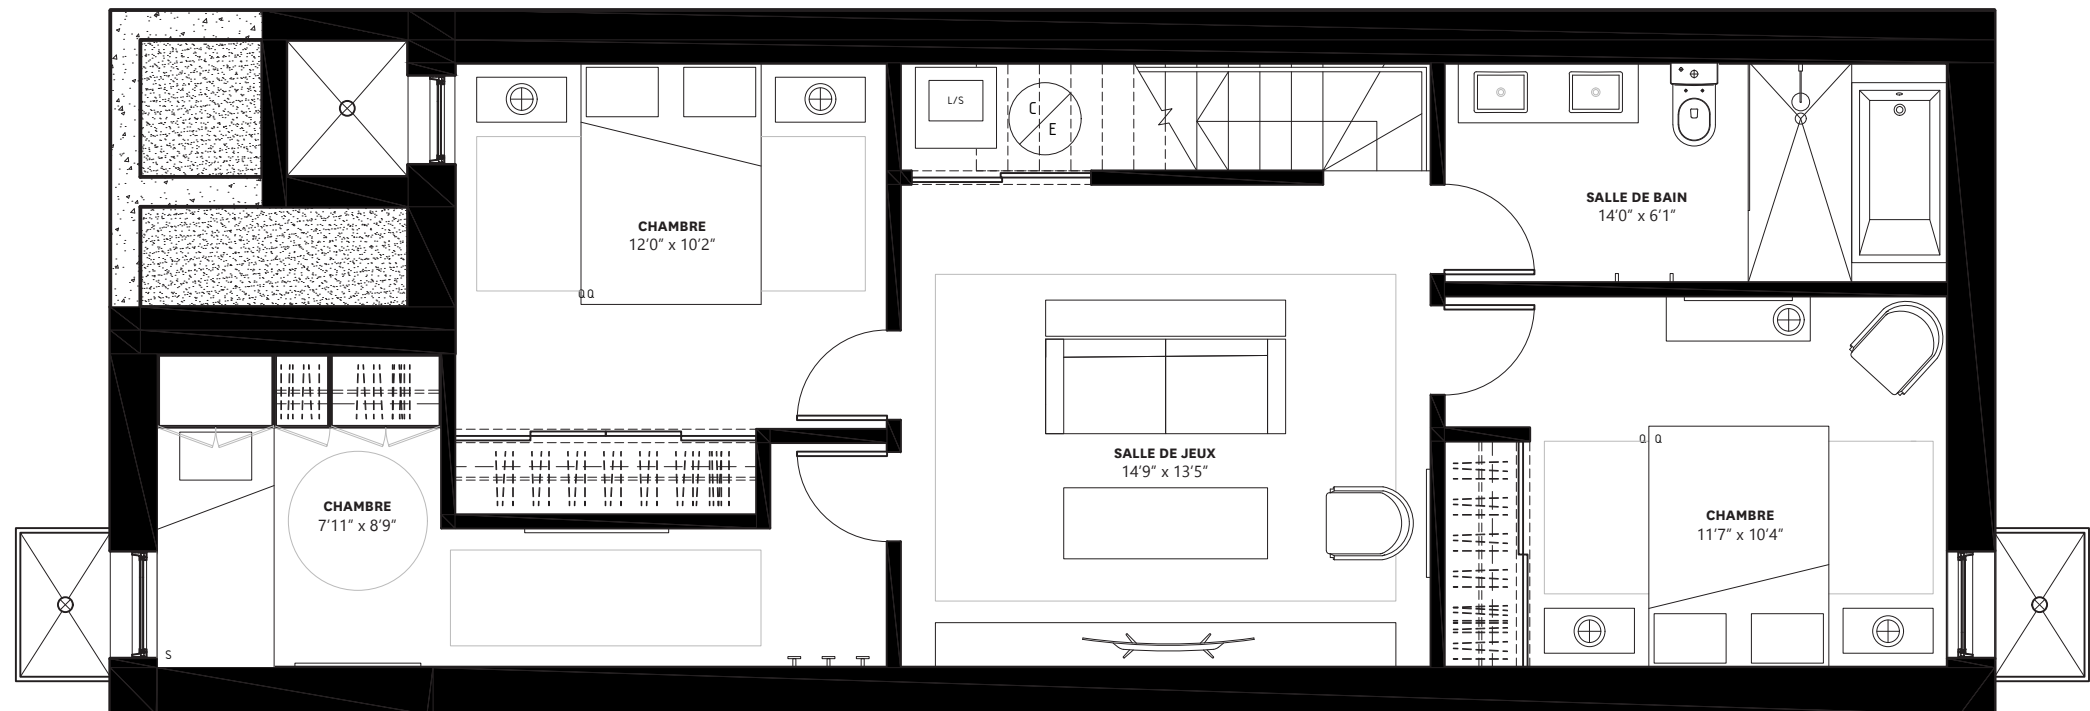 L/S
C
E
CHAMBRE
12'0" x 10'2"
SALLE DE BAIN
14'0" x 6'1"
SALLE DE JEUX
14'9" x 13'5"
CHAMBRE
7'11" x 8'9"
CHAMBRE
11'7" x 10'4"
S